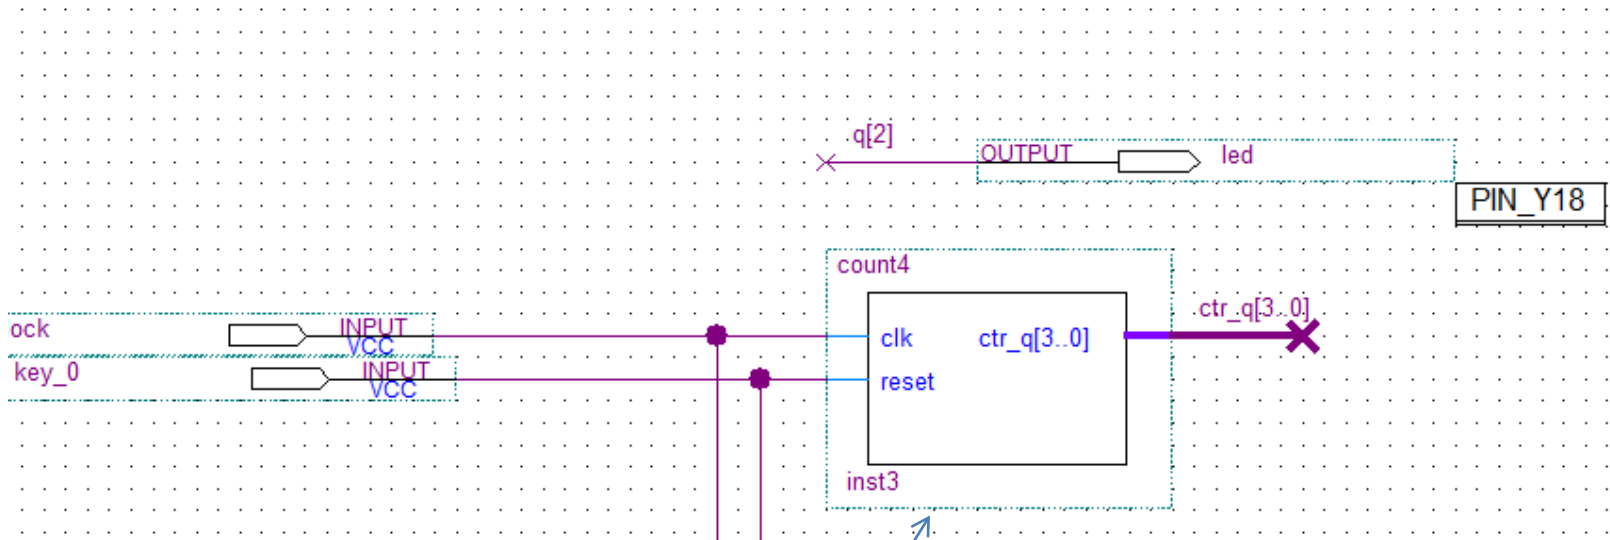 q[2]
OUTPUT led
PIN_Y18
count4
ctr_q[3..0]
ock INPUT
VCC
clk ctr_q[3..0]
key_0 INPUT
VCC
reset
inst3